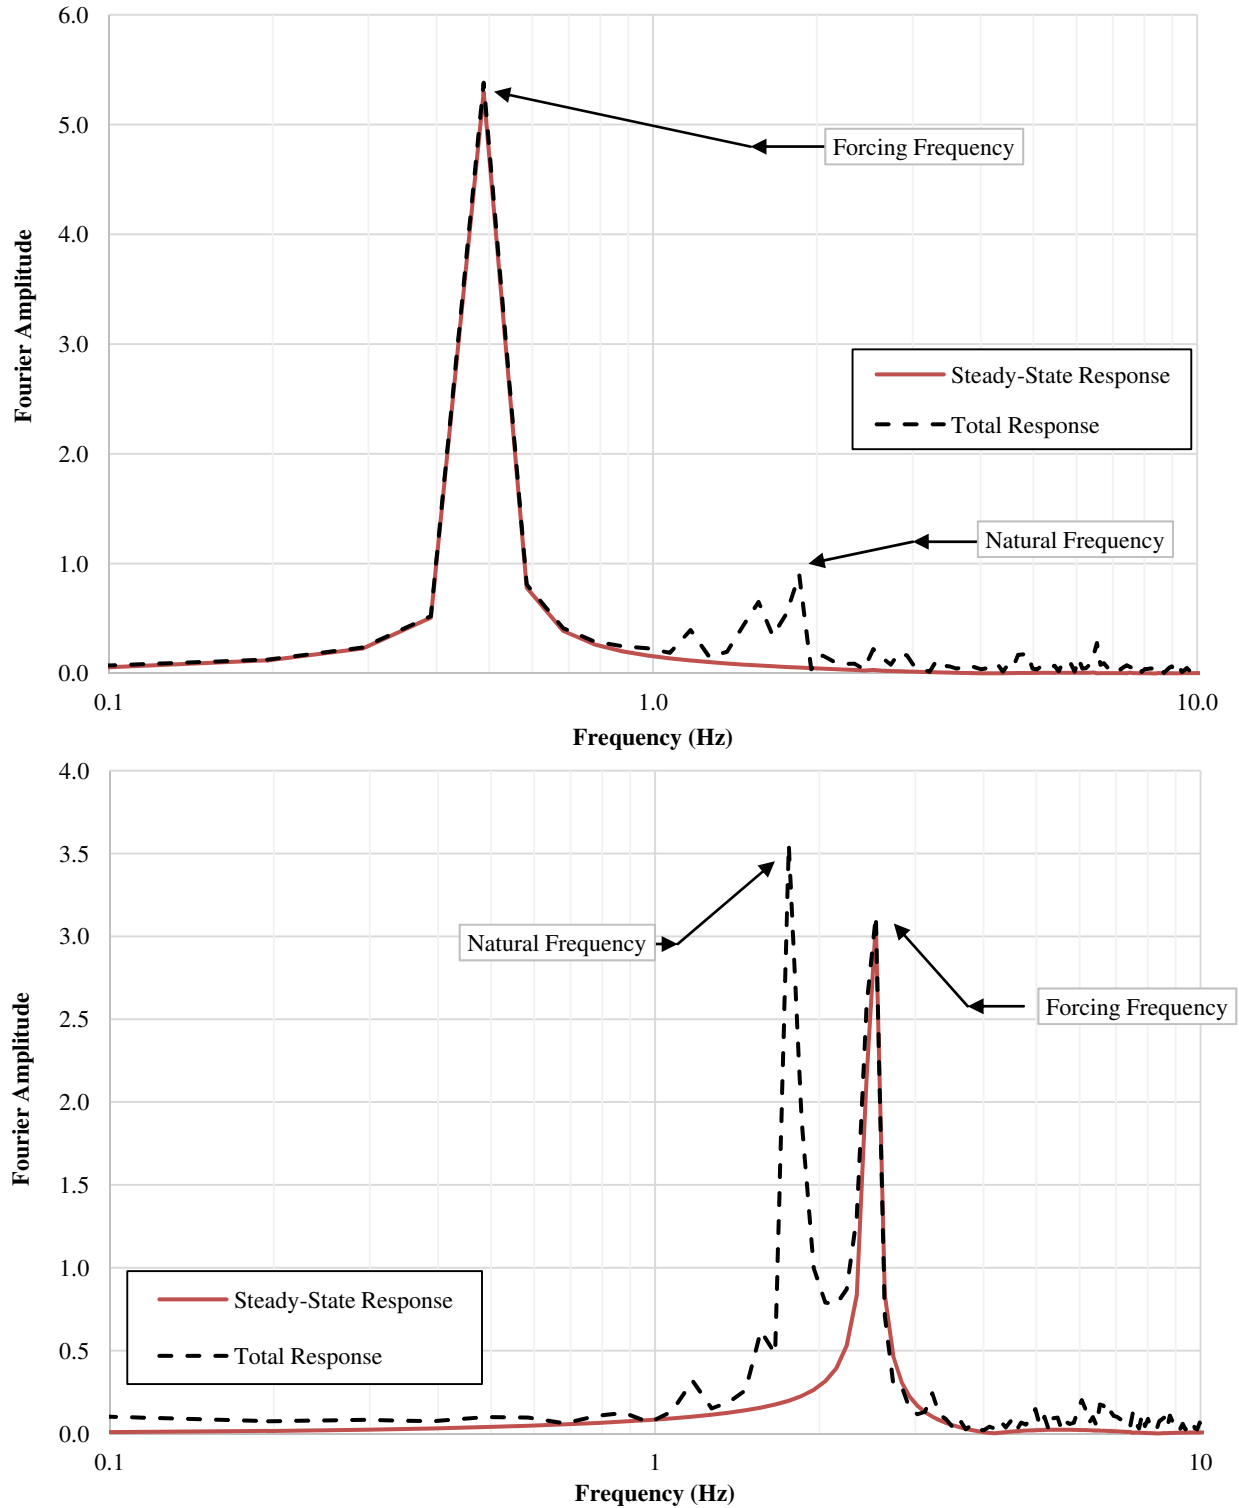 6.0
5.0
Forcing Frequency
4.0
Fourier Amplitude
3.0
Steady-State Response
Total Response
2.0
Natural Frequency
1.0
0.0
0.1 1.0 10.0
Frequency (Hz)
4.0
3.5
Natural Frequency
3.0
Forcing Frequency
2.5
Fourier Amplitude
2.0
1.5
1.0
Steady-State Response
0.5
Total Response
0.0
0.1 1 10
Frequency (Hz)